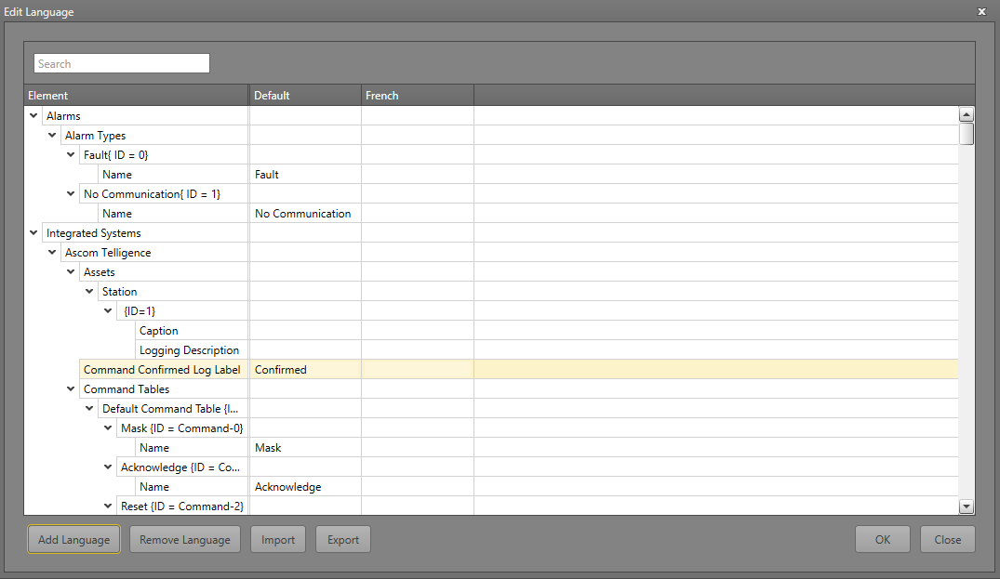 Edit Language
x
Search
Element Default French
Alarms
Alarm Types
Fault{ ID = 0}
Name Fault
No Communication{ ID = 1}
Name No Communication
Integrated Systems
Ascom Telligence
Assets
Station
{ID=1}
Caption
Logging Description
Command Confirmed Log Label Confirmed
Command Tables
Default Command Table {I...
Mask {ID = Command-0}
Name Mask
Acknowledge {ID = Co...
Name Acknowledge
Reset {ID = Command-2}
Add Language Remove Language Import Export OK Close